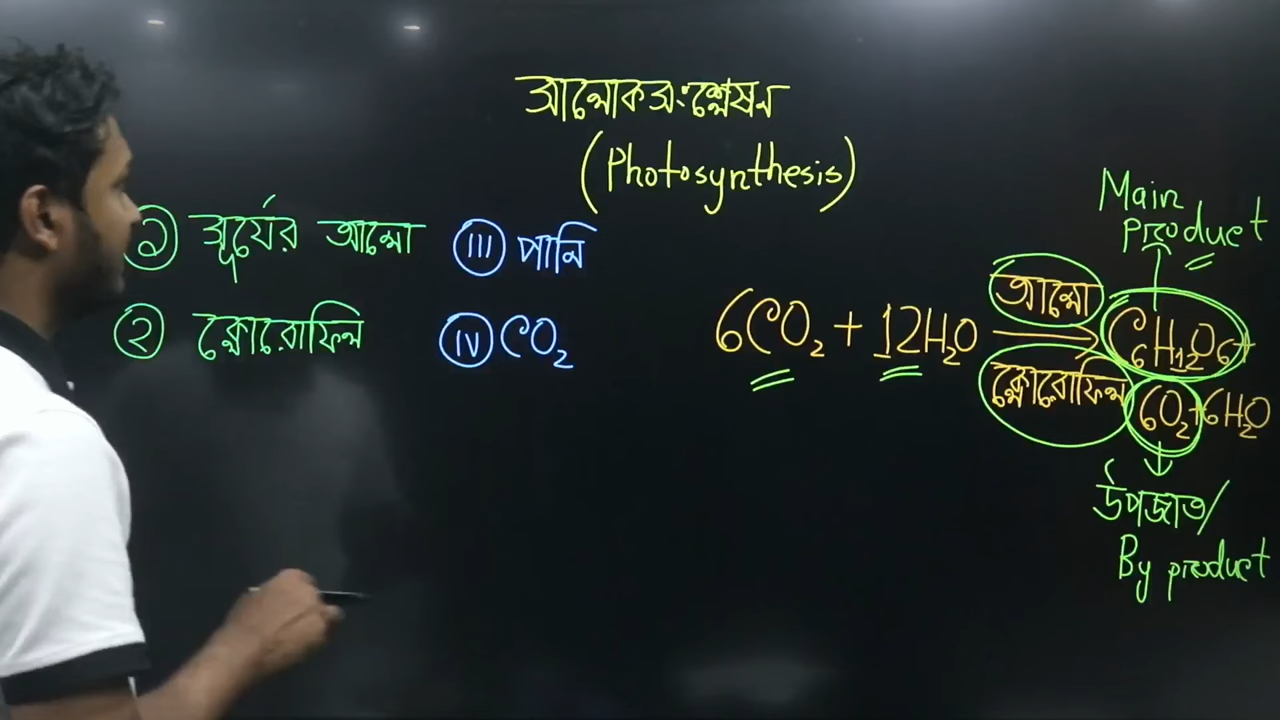 আলোকসংশ্লেষন
(Photosynthesis)
১ সূর্যের আলো
২ ক্লোরোফিল
III পানি
IV CO₂
Main
product
6CO₂ + 12H₂O আলো ক্লোরোফিল C₆H₁₂O₆ +
6O₂ + 6H₂O
উপজাত/
By product